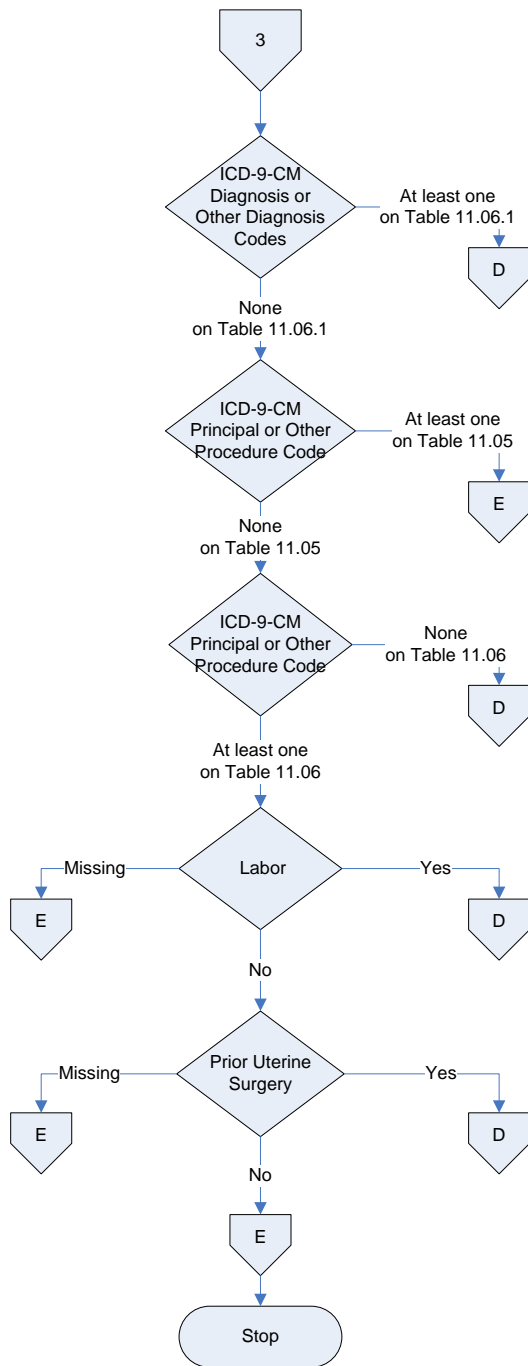 3
ICD-9-CM
Diagnosis or
Other Diagnosis
Codes
At least one
on Table 11.06.1
D
None
on Table 11.06.1
ICD-9-CM
Principal or Other
Procedure Code
At least one
on Table 11.05
E
None
on Table 11.05
ICD-9-CM
Principal or Other
Procedure Code
None
on Table 11.06
D
At least one
on Table 11.06
Missing
Labor
Yes
E
D
No
Missing
Prior Uterine
Surgery
Yes
E
D
No
E
Stop